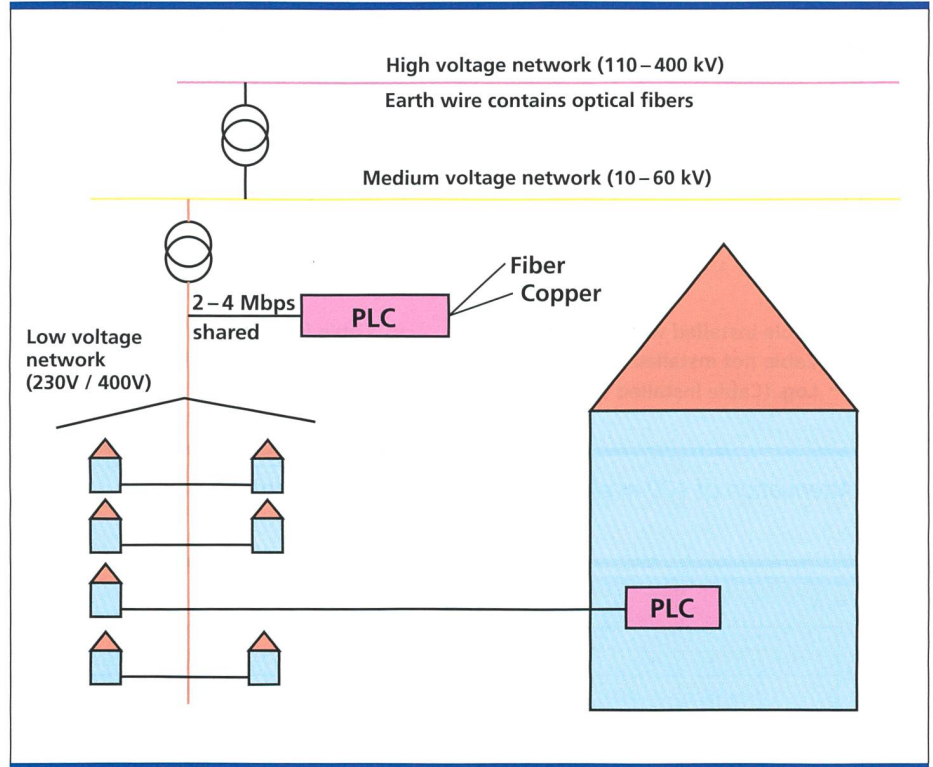 High voltage network (110–400 kV)
Earth wire contains optical fibers
Medium voltage network (10–60 kV)
Fiber
Copper
2–4 Mbps
shared
PLC
Low voltage
network
(230V / 400V)
PLC